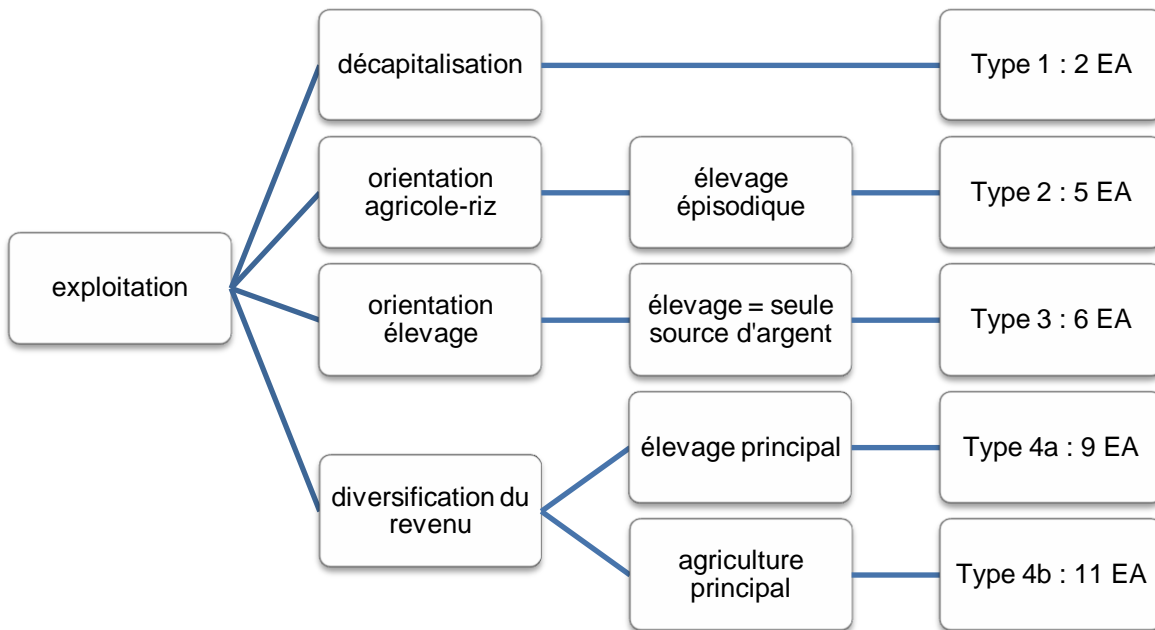 décapitalisation
Type 1 : 2 EA
orientation
agricole-riz
élevage
épisodique
Type 2 : 5 EA
exploitation
orientation
élevage
élevage = seule
source d'argent
Type 3 : 6 EA
élevage principal
Type 4a : 9 EA
diversification du
revenu
agriculture
principal
Type 4b : 11 EA